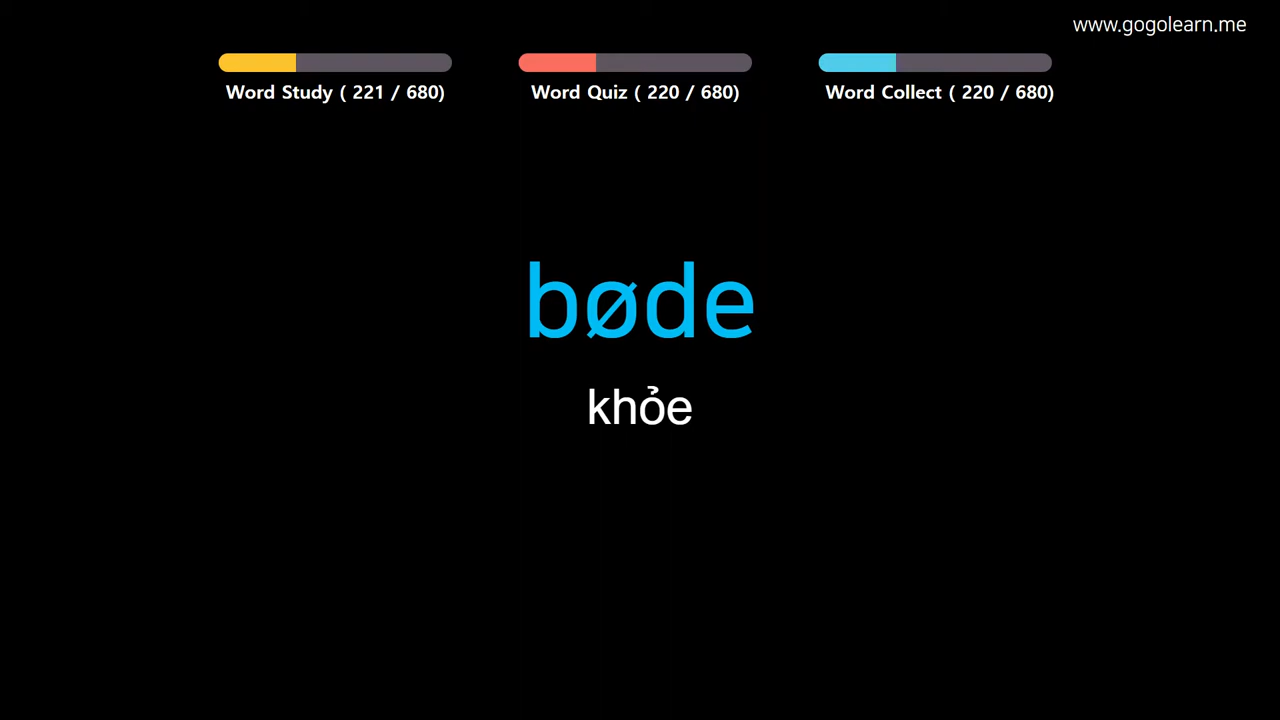 www.gogolearn.me
Word Study ( 221 / 680)
Word Quiz ( 220 / 680)
Word Collect ( 220 / 680)
bøde
khỏe